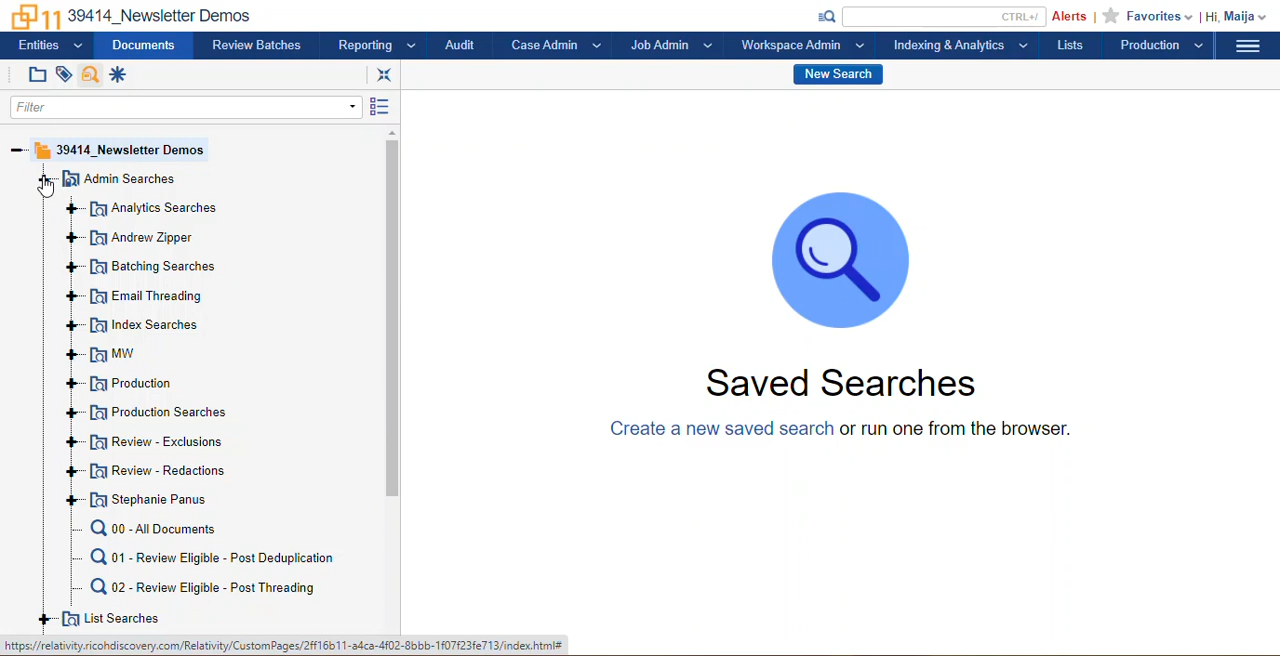 11 39414_Newsletter Demos
CTRL+/ Alerts | Favorites | Hi, Maija
Entities Documents Review Batches Reporting Audit Case Admin Job Admin Workspace Admin Indexing & Analytics Lists Production
New Search
Filter
39414_Newsletter Demos
Admin Searches
Analytics Searches
Andrew Zipper
Batching Searches
Email Threading
Index Searches
MW
Production
Production Searches
Review - Exclusions
Review - Redactions
Stephanie Panus
00 - All Documents
01 - Review Eligible - Post Deduplication
02 - Review Eligible - Post Threading
List Searches
Saved Searches
Create a new saved search or run one from the browser.
https://relativity.ricohdiscovery.com/Relativity/CustomPages/2ff16b11-a4ca-4f02-8bbb-1f07f23fe713/index.html#